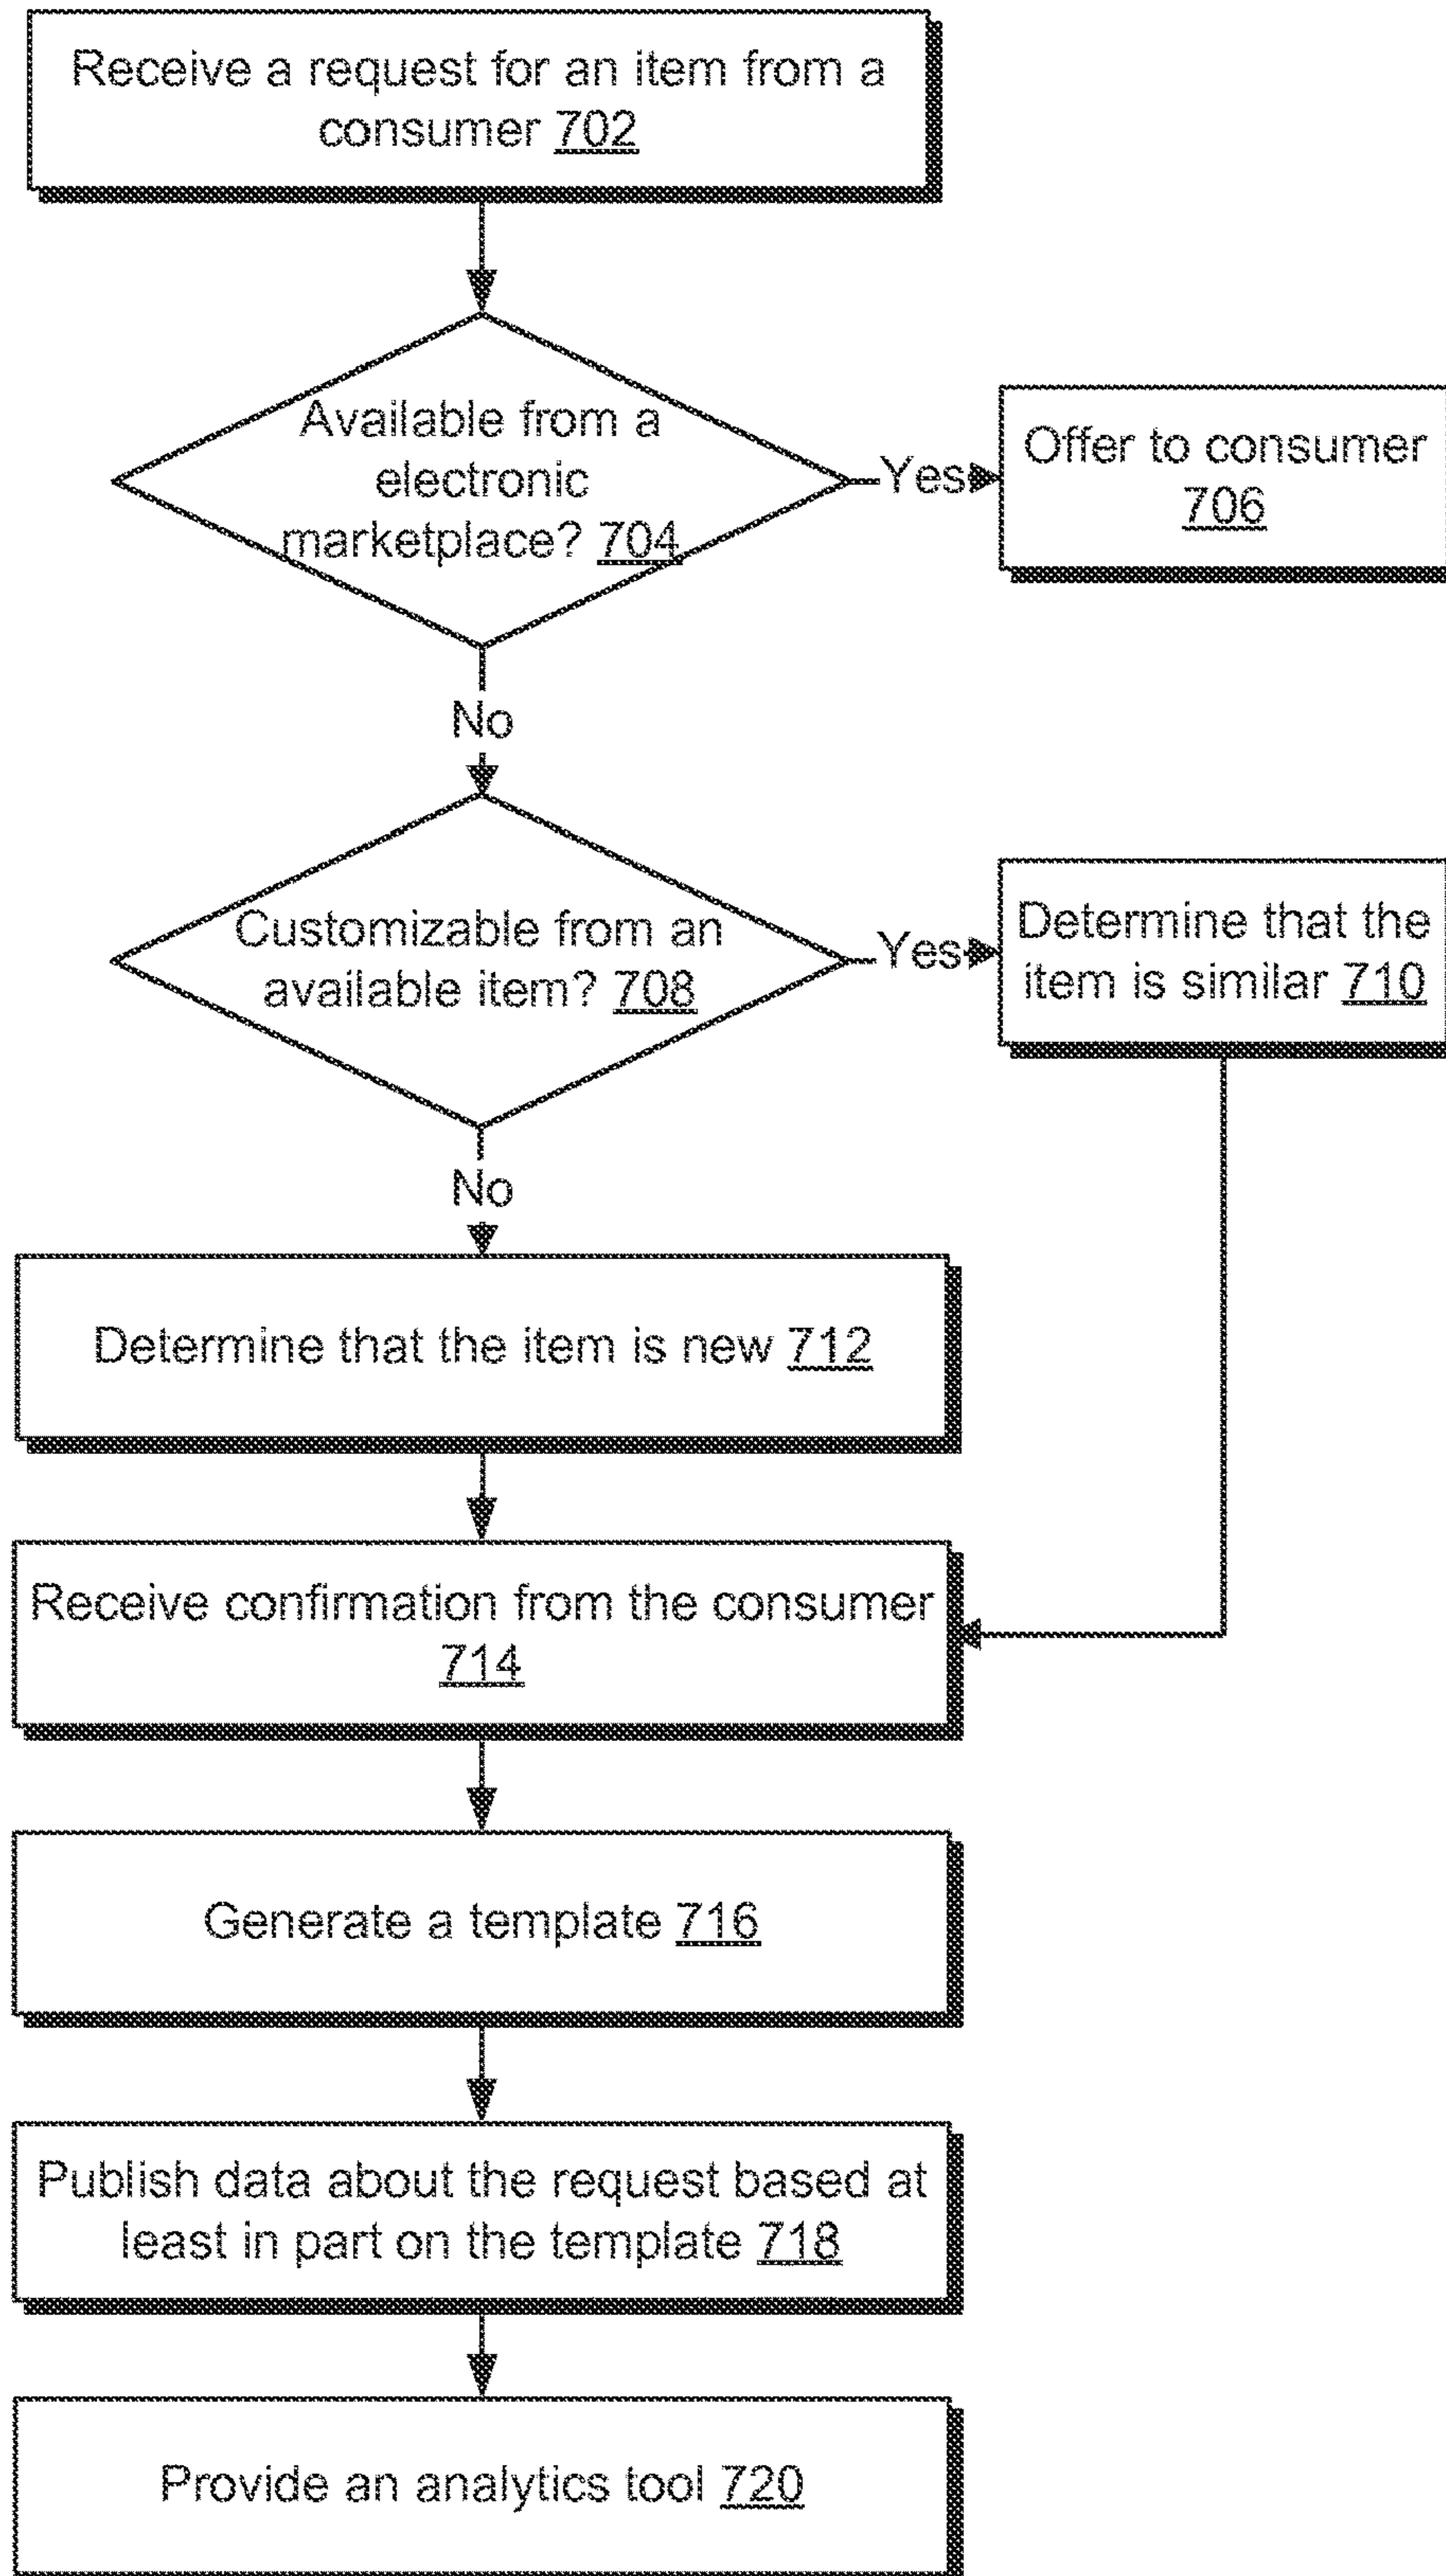 Receive a request for an item from a
consumer 702
Available from a
electronic
marketplace? 704
Yes
Offer to consumer
706
No
Customizable from an
available item? 708
Yes
Determine that the
item is similar 710
No
Determine that the item is new 712
Receive confirmation from the consumer
714
Generate a template 716
Publish data about the request based at
least in part on the template 718
Provide an analytics tool 720